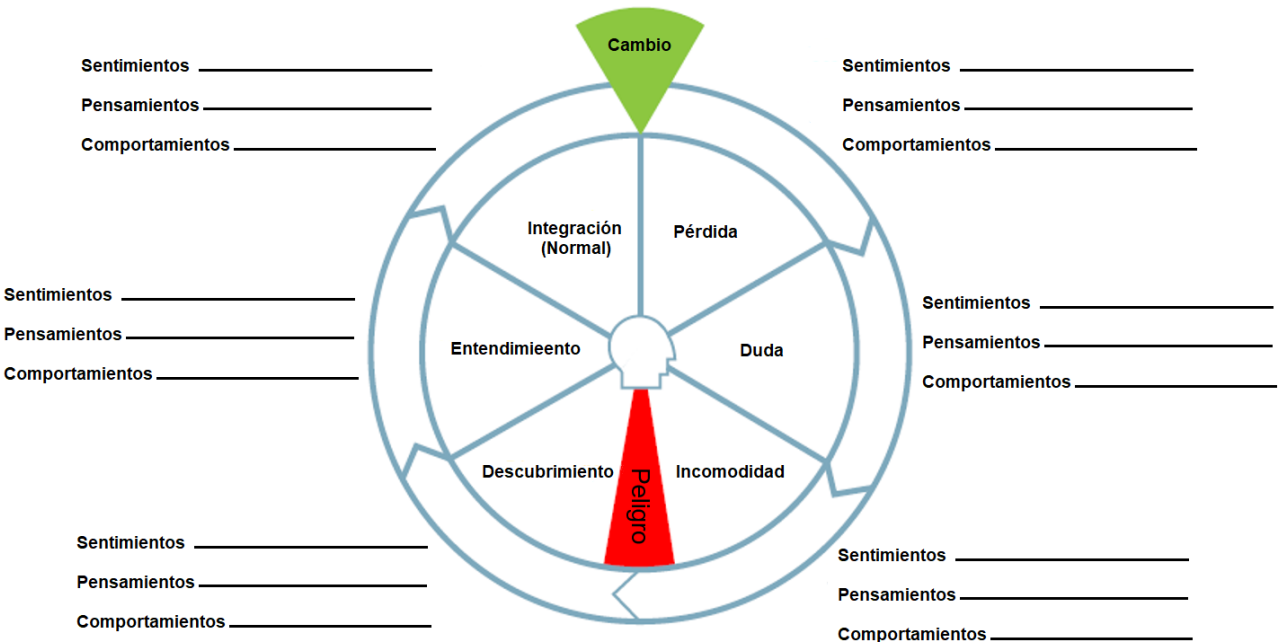 Cambio
Sentimientos
Pensamientos
Comportamientos
Sentimientos
Pensamientos
Comportamientos
Integración
(Normal)
Pérdida
Sentimientos
Pensamientos
Comportamientos
Entendimieento
Duda
Sentimientos
Pensamientos
Comportamientos
Descubrimiento
Peligro
Incomodidad
Sentimientos
Pensamientos
Comportamientos
Sentimientos
Pensamientos
Comportamientos